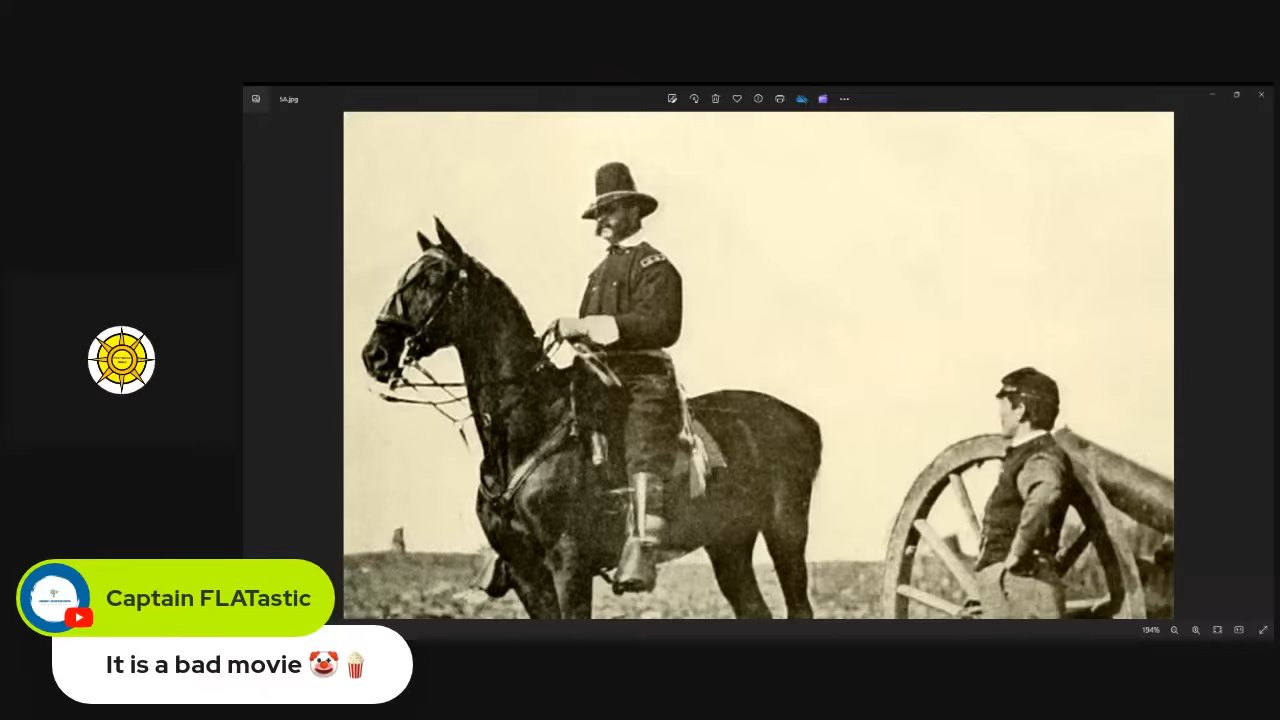 5A.jpg
194%
Captain FLATastic
It is a bad movie 🤡🍿